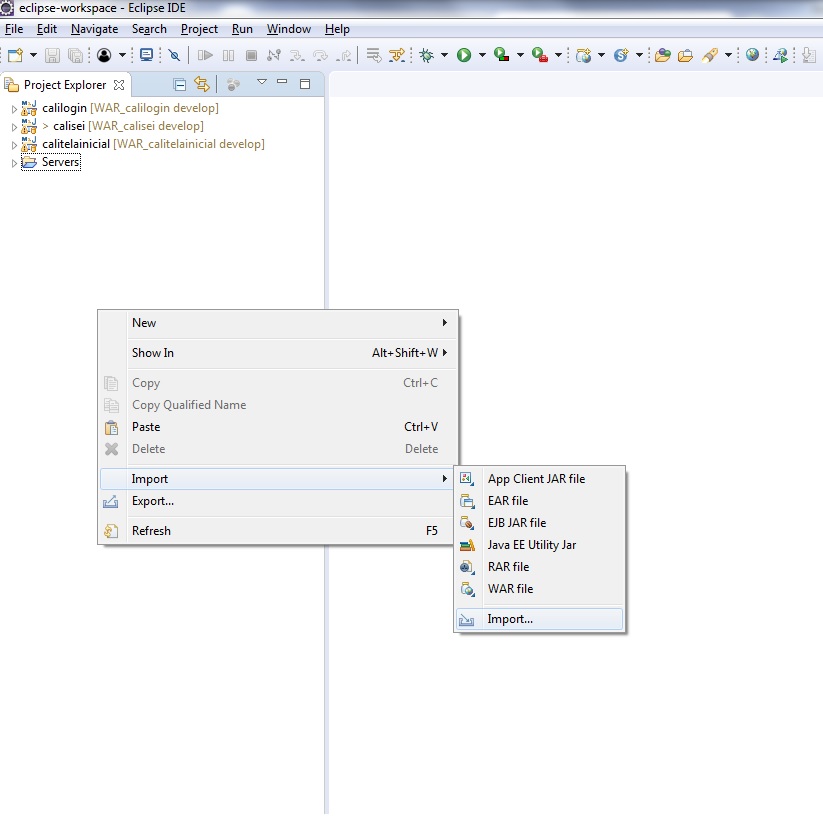 eclipse-workspace - Eclipse IDE
File Edit Navigate Search Project Run Window Help
Project Explorer
calilogin [WAR_calilogin develop]
> calisei [WAR_calisei develop]
calitelainicial [WAR_calitelainicial develop]
Servers
New
Show In Alt+Shift+W
Copy Ctrl+C
Copy Qualified Name
Paste Ctrl+V
Delete Delete
Import
Export...
Refresh F5
App Client JAR file
EAR file
EJB JAR file
Java EE Utility Jar
RAR file
WAR file
Import...